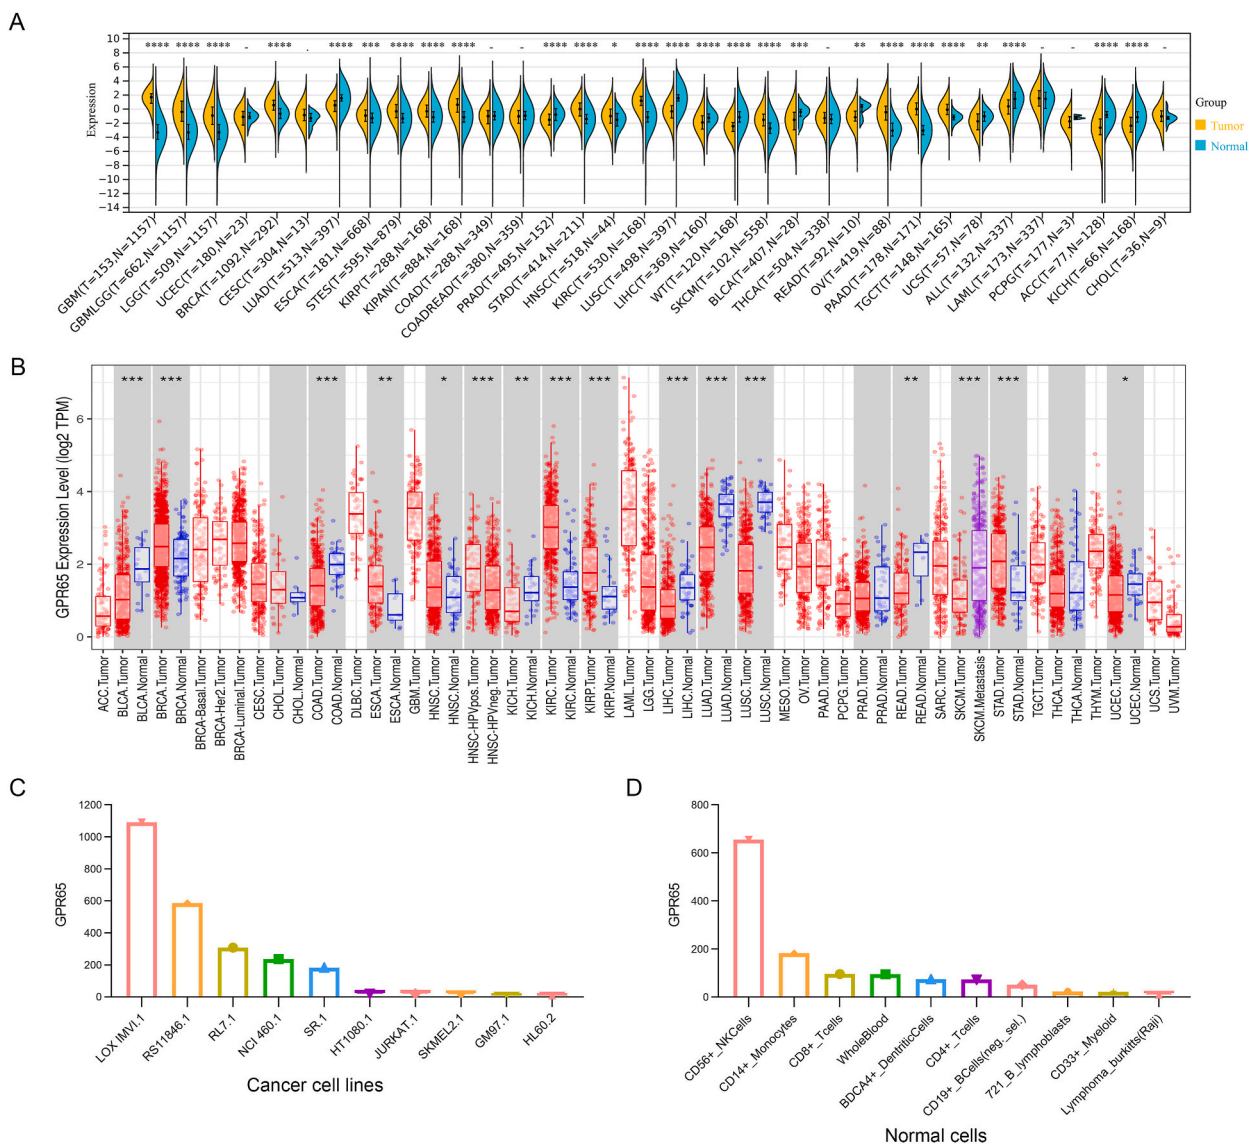 A
**** **** **** - **** . **** *** **** **** **** - - **** **** * **** **** **** **** **** *** - ** **** **** **** ** **** - - **** **** -
10
8
6
4
2
0
−2
−4
−6
−8
−10
−12
−14
Expression
Group
Tumor
Normal
GBM(T=153,N=1157)
GBMLGG(T=662,N=1157)
LGG(T=509,N=1157)
UCEC(T=180,N=23)
BRCA(T=1092,N=292)
CESC(T=304,N=13)
LUAD(T=513,N=397)
ESCA(T=181,N=668)
STES(T=595,N=879)
KIRP(T=288,N=168)
KIPAN(T=884,N=168)
COAD(T=288,N=349)
COADREAD(T=380,N=359)
PRAD(T=495,N=152)
STAD(T=414,N=211)
HNSC(T=518,N=44)
KIRC(T=530,N=168)
LUSC(T=498,N=397)
LIHC(T=369,N=160)
WT(T=120,N=168)
SKCM(T=102,N=558)
BLCA(T=407,N=28)
THCA(T=504,N=338)
READ(T=92,N=10)
OV(T=419,N=88)
PAAD(T=178,N=171)
TGCT(T=148,N=165)
UCS(T=57,N=78)
ALL(T=132,N=337)
LAML(T=173,N=337)
PCPG(T=177,N=3)
ACC(T=77,N=128)
KICH(T=66,N=168)
CHOL(T=36,N=9)
B
*** *** *** ** * *** ** *** *** *** *** *** ** *** *** *
GPR65 Expression Level (log2 TPM)
6
4
2
0
ACC.Tumor
BLCA.Tumor
BLCA.Normal
BRCA.Tumor
BRCA.Normal
BRCA-Basal.Tumor
BRCA-Her2.Tumor
BRCA-Luminal.Tumor
CESC.Tumor
CHOL.Tumor
CHOL.Normal
COAD.Tumor
COAD.Normal
DLBC.Tumor
ESCA.Tumor
ESCA.Normal
GBM.Tumor
HNSC.Tumor
HNSC.Normal
HNSC-HPVpos.Tumor
HNSC-HPVneg.Tumor
KICH.Tumor
KICH.Normal
KIRC.Tumor
KIRC.Normal
KIRP.Tumor
KIRP.Normal
LAML.Tumor
LGG.Tumor
LIHC.Tumor
LIHC.Normal
LUAD.Tumor
LUAD.Normal
LUSC.Tumor
LUSC.Normal
MESO.Tumor
OV.Tumor
PAAD.Tumor
PCPG.Tumor
PRAD.Tumor
PRAD.Normal
READ.Tumor
READ.Normal
SARC.Tumor
SKCM.Tumor
SKCM.Metastasis
STAD.Tumor
STAD.Normal
TGCT.Tumor
THCA.Tumor
THCA.Normal
THYM.Tumor
UCEC.Tumor
UCEC.Normal
UCS.Tumor
UVM.Tumor
C
GPR65
1200
1000
800
600
400
200
0
LOX IMVI.1
RS11846.1
RL7.1
NCI 460.1
SR.1
HT1080.1
JURKAT.1
SKMEL2.1
GM97.1
HL60.2
Cancer cell lines
D
GPR65
800
600
400
200
0
CD56+_NKCells
CD14+_Monocytes
CD8+_Tcells
WholeBlood
BDCA4+_DentriticCells
CD4+_Tcells
CD19+_BCells(neg._sel.)
721_B_lymphoblasts
CD33+_Myeloid
Lymphoma_burkitts(Raji)
Normal cells